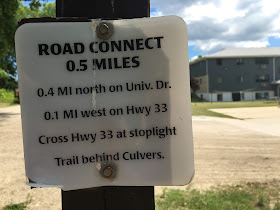 ROAD CONNECT
0.5 MILES
0.4 MI north on Univ. Dr.
0.1 MI west on Hwy 33
Cross Hwy 33 at stoplight
Trail behind Culvers.